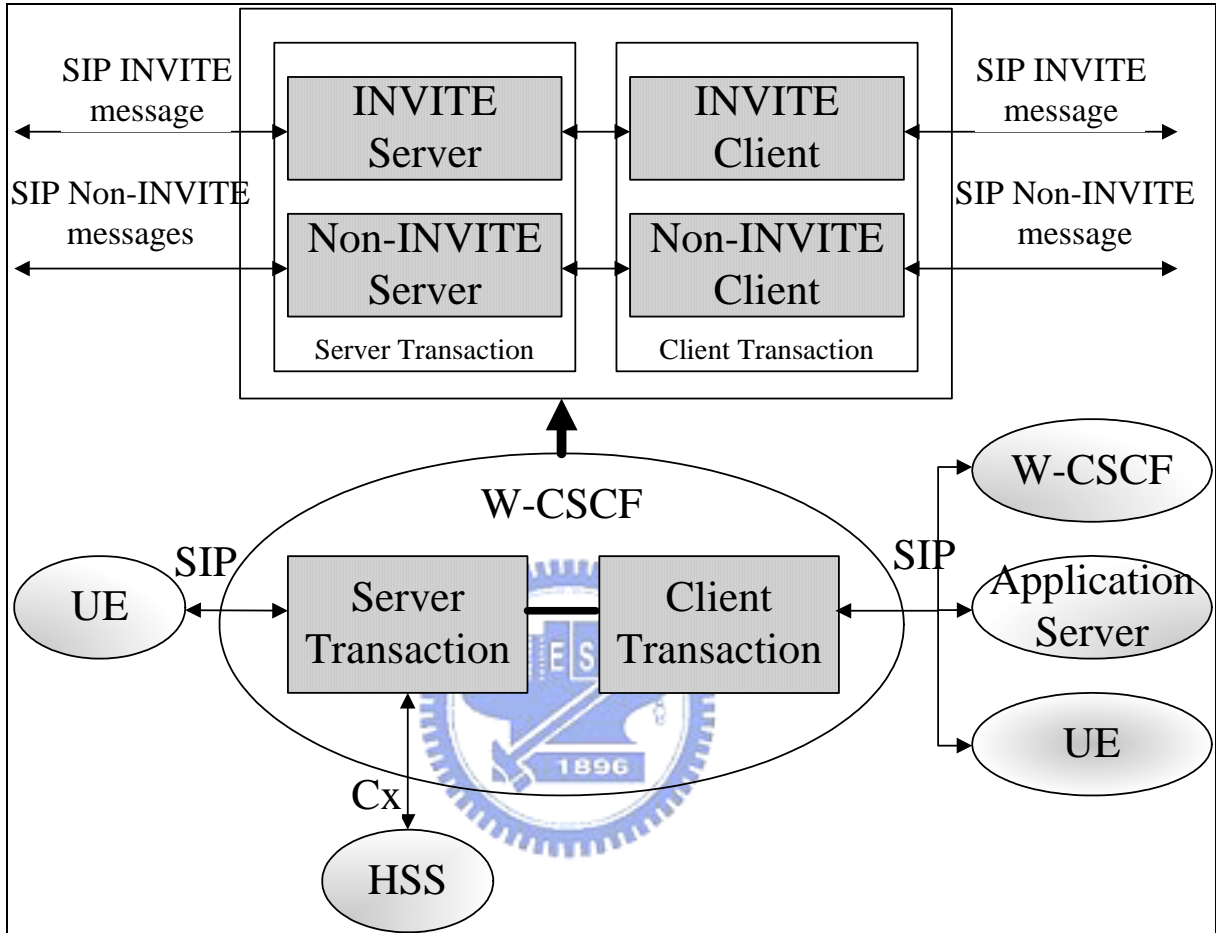 SIP INVITE
message
INVITE
Server
INVITE
Client
SIP INVITE
message
SIP Non-INVITE
messages
Non-INVITE
Server
Non-INVITE
Client
SIP Non-INVITE
message
Server Transaction
Client Transaction
W-CSCF
W-CSCF
SIP
SIP
UE
Server
Transaction
Client
Transaction
Application
Server
E S
1896
UE
Cx
HSS